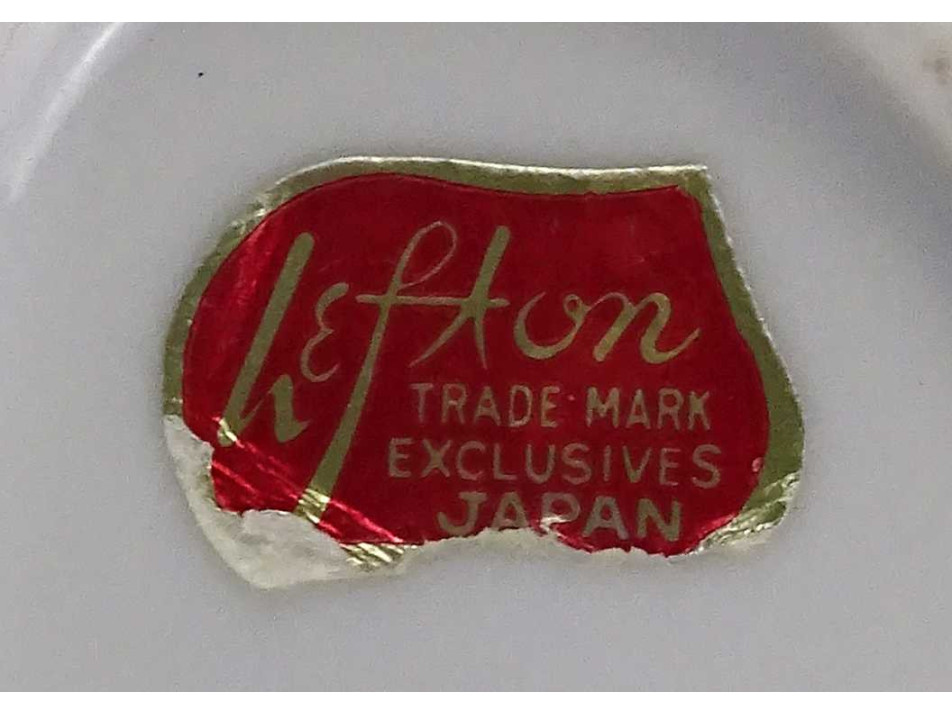 Lefton
TRADE MARK
EXCLUSIVES
JAPAN